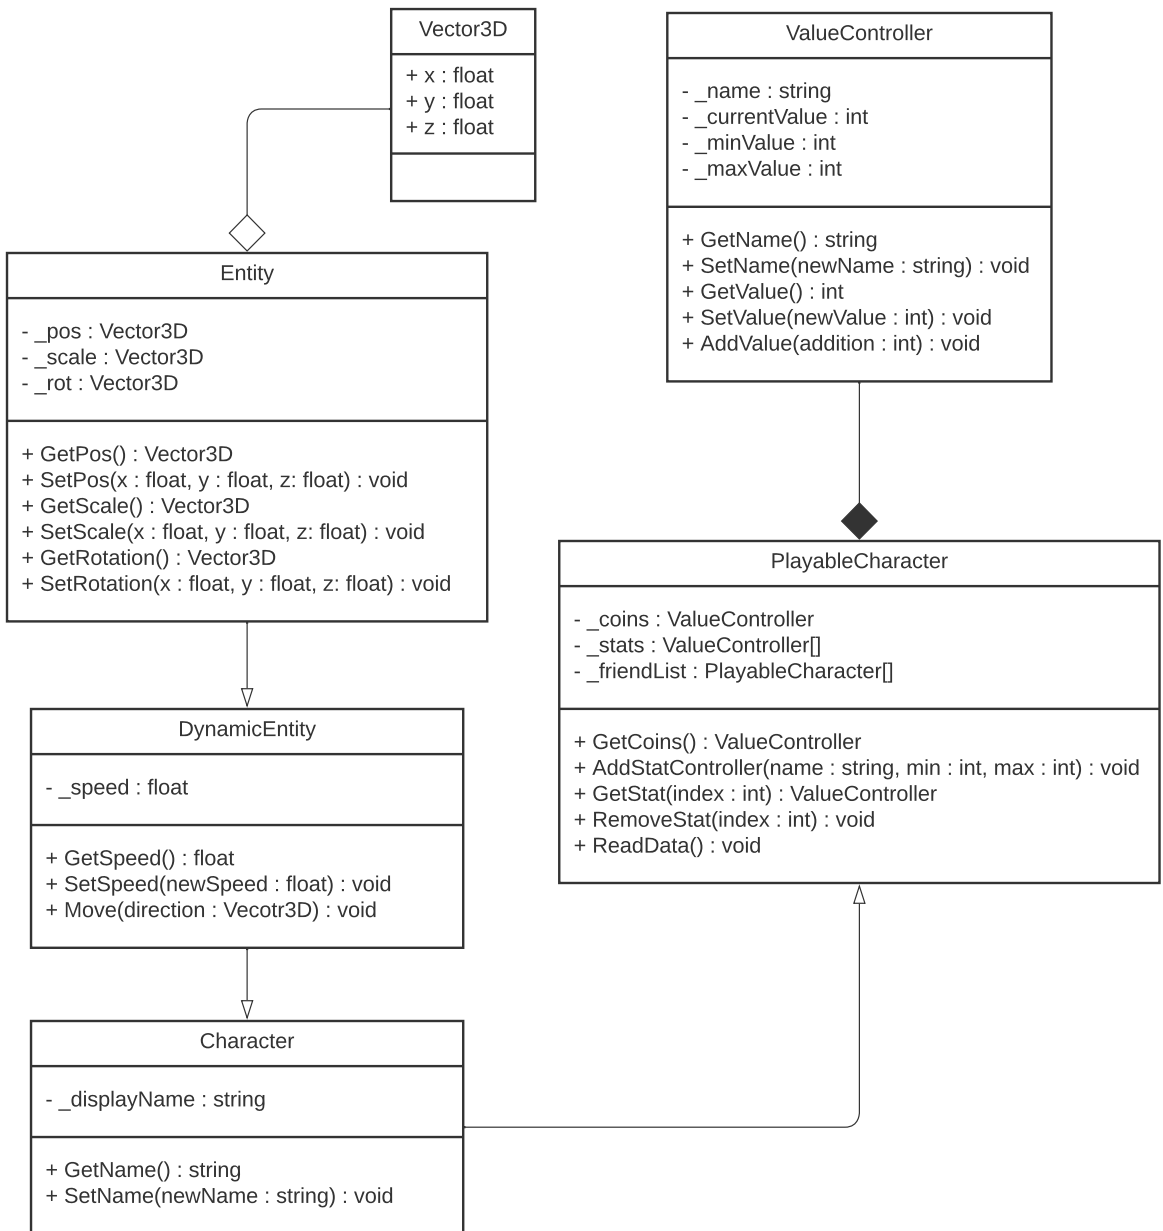 Vector3D
+ x : float
+ y : float
+ z : float
ValueController
- _name : string
- _currentValue : int
- _minValue : int
- _maxValue : int
+ GetName() : string
+ SetName(newName : string) : void
+ GetValue() : int
+ SetValue(newValue : int) : void
+ AddValue(addition : int) : void
Entity
- _pos : Vector3D
- _scale : Vector3D
- _rot : Vector3D
+ GetPos() : Vector3D
+ SetPos(x : float, y : float, z: float) : void
+ GetScale() : Vector3D
+ SetScale(x : float, y : float, z: float) : void
+ GetRotation() : Vector3D
+ SetRotation(x : float, y : float, z: float) : void
PlayableCharacter
- _coins : ValueController
- _stats : ValueController[]
- _friendList : PlayableCharacter[]
+ GetCoins() : ValueController
+ AddStatController(name : string, min : int, max : int) : void
+ GetStat(index : int) : ValueController
+ RemoveStat(index : int) : void
+ ReadData() : void
DynamicEntity
- _speed : float
+ GetSpeed() : float
+ SetSpeed(newSpeed : float) : void
+ Move(direction : Vecotr3D) : void
Character
- _displayName : string
+ GetName() : string
+ SetName(newName : string) : void